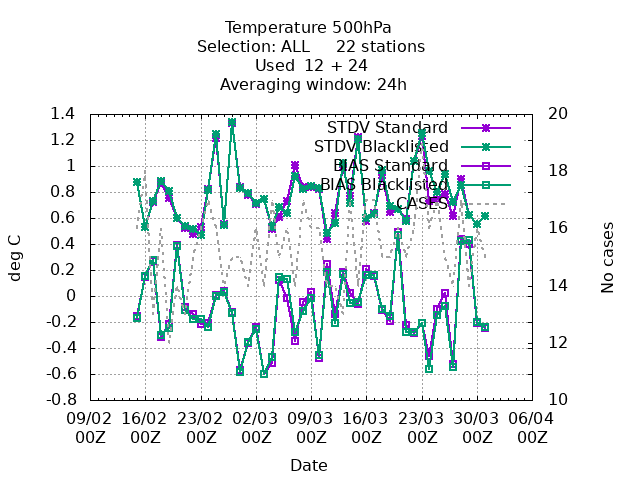 Temperature 500hPa
Selection: ALL     22 stations
Used  12 + 24
Averaging window: 24h
1.4
1.2
1
0.8
0.6
0.4
0.2
0
-0.2
-0.4
-0.6
-0.8
deg C
20
18
16
14
12
10
No cases
STDV Standard
STDV Blacklisted
BIAS Standard
BIAS Blacklisted
CASES
09/02 16/02 23/02 02/03 09/03 16/03 23/03 30/03 06/04
00Z 00Z 00Z 00Z 00Z 00Z 00Z 00Z 00Z
Date